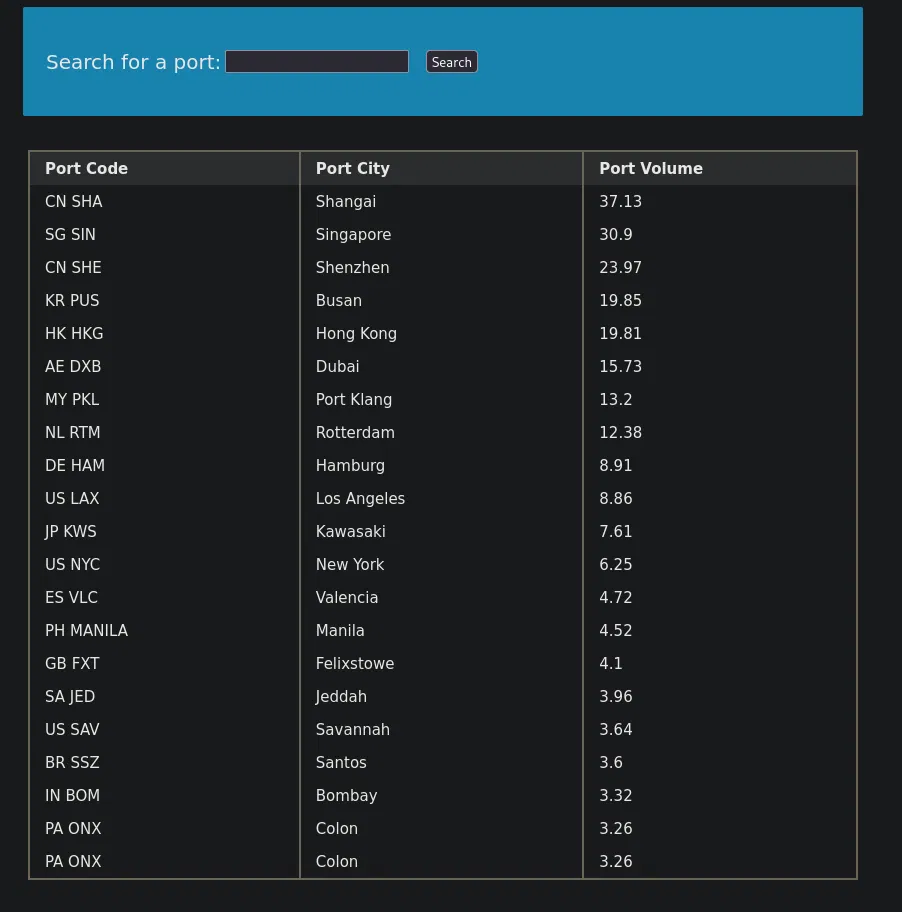 Search for a port: Search
Port Code Port City Port Volume
CN SHA Shangai 37.13
SG SIN Singapore 30.9
CN SHE Shenzhen 23.97
KR PUS Busan 19.85
HK HKG Hong Kong 19.81
AE DXB Dubai 15.73
MY PKL Port Klang 13.2
NL RTM Rotterdam 12.38
DE HAM Hamburg 8.91
US LAX Los Angeles 8.86
JP KWS Kawasaki 7.61
US NYC New York 6.25
ES VLC Valencia 4.72
PH MANILA Manila 4.52
GB FXT Felixstowe 4.1
SA JED Jeddah 3.96
US SAV Savannah 3.64
BR SSZ Santos 3.6
IN BOM Bombay 3.32
PA ONX Colon 3.26
PA ONX Colon 3.26